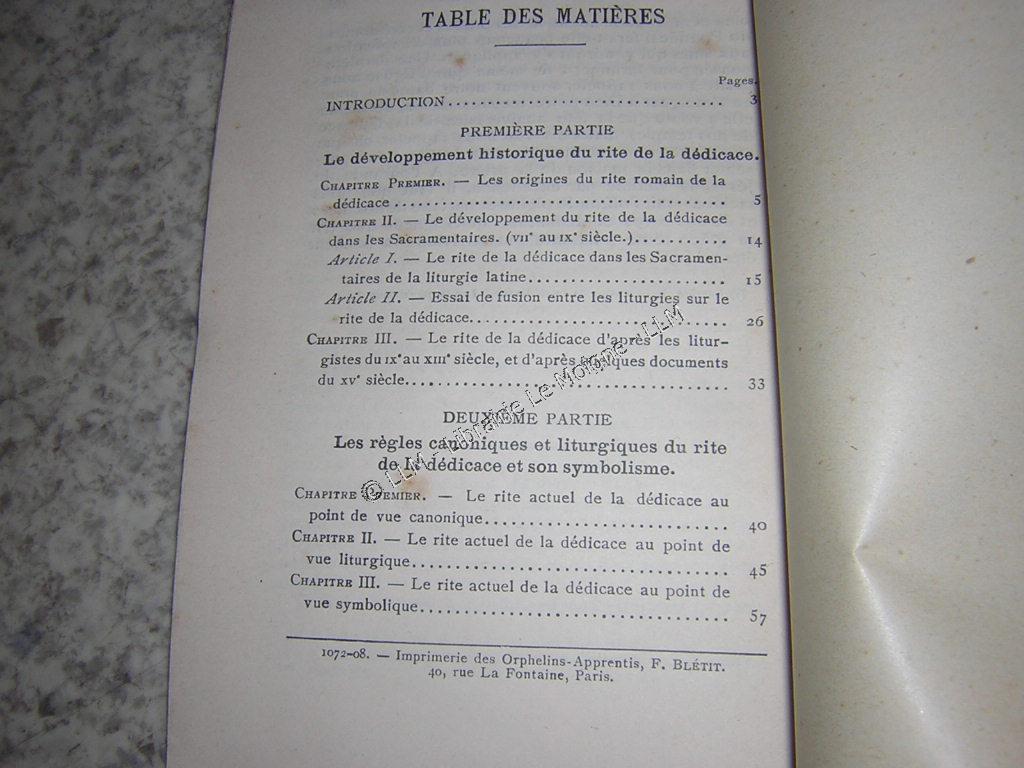 TABLE DES MATIÈRES
Pages.
INTRODUCTION................................... 3
PREMIÈRE PARTIE
Le développement historique du rite de la dédicace.
CHAPITRE PREMIER. — Les origines du rite romain de la
dédicace ....................................... 5
CHAPITRE II. — Le développement du rite de la dédicace
dans les Sacramentaires. (VIIe au IXe siècle.)........... 14
Article I. — Le rite de la dédicace dans les Sacramen-
taires de la liturgie latine....................... 15
Article II. — Essai de fusion entre les liturgies sur le
rite de la dédicace............................. 26
CHAPITRE III. — Le rite de la dédicace d'après les litur-
gistes du IXe au XIIIe siècle, et d'après quelques documents
du XVe siècle................................... 33
DEUXIÈME PARTIE
Les règles canoniques et liturgiques du rite
de la dédicace et son symbolisme.
CHAPITRE PREMIER. — Le rite actuel de la dédicace au
point de vue canonique........................... 40
CHAPITRE II. — Le rite actuel de la dédicace au point de
vue liturgique................................... 45
CHAPITRE III. — Le rite actuel de la dédicace au point de
vue symbolique.................................. 57
1072-08. — Imprimerie des Orphelins-Apprentis, F. BLÉTIT.
40, rue La Fontaine, Paris.
© LLM - Librairie Le Moigne - LLM